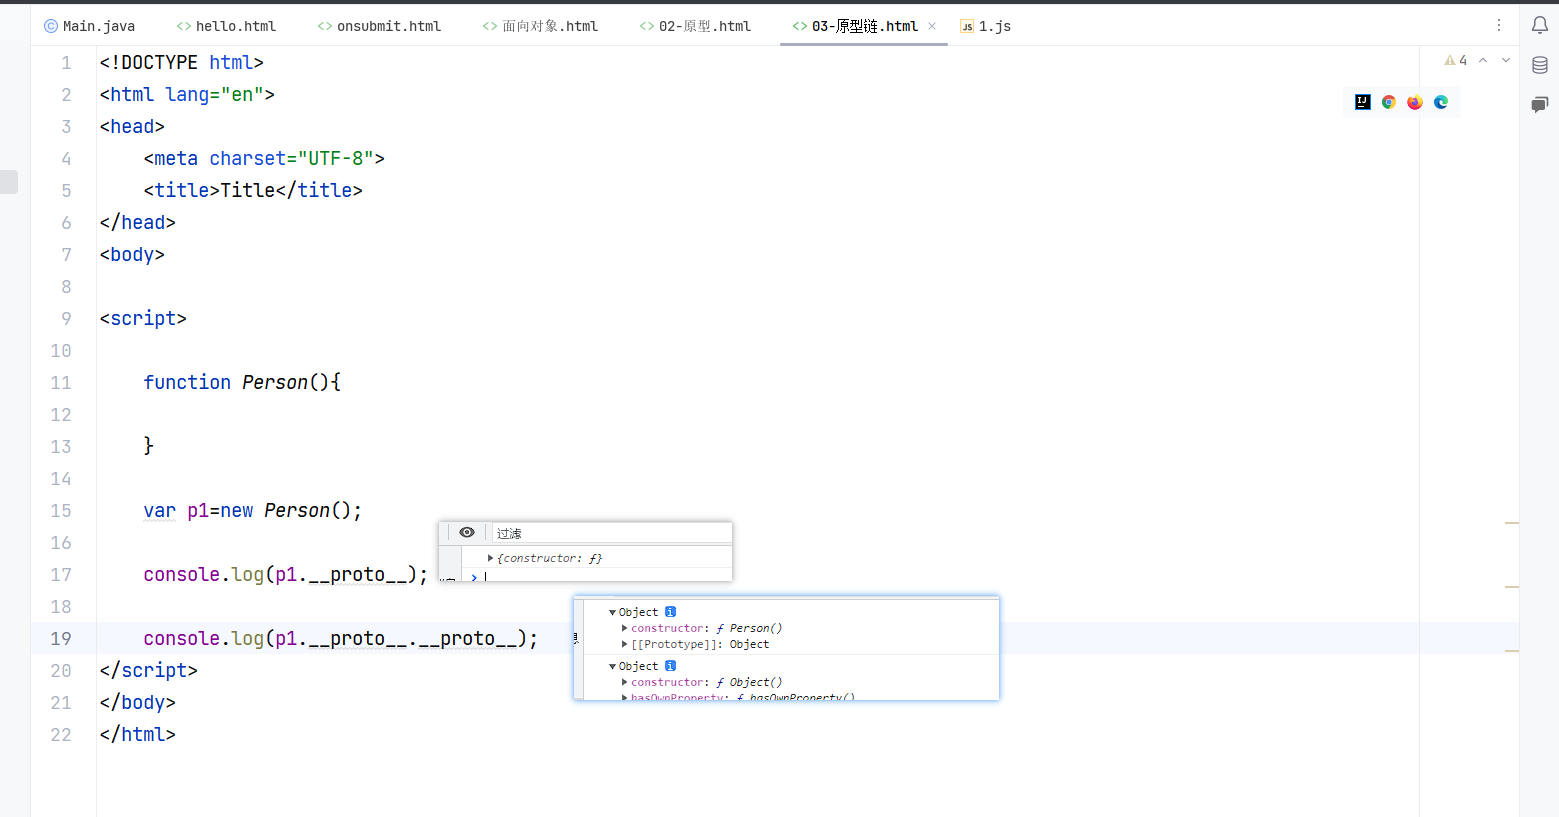 Main.java hello.html onsubmit.html 面向对象.html 02-原型.html 03-原型链.html JS 1.js
4
IJ
1 <!DOCTYPE html>
2 <html lang="en">
3 <head>
4 <meta charset="UTF-8">
5 <title>Title</title>
6 </head>
7 <body>
8
9 <script>
10
11 function Person(){
12
13 }
14
15 var p1=new Person();
16
17 console.log(p1.__proto__);
18
19 console.log(p1.__proto__.__proto__);
20 </script>
21 </body>
22 </html>
过滤
{constructor: ƒ}
Object i
constructor: ƒ Person()
[[Prototype]]: Object
Object i
constructor: ƒ Object()
hasOwnProperty: ƒ hasOwnProperty()